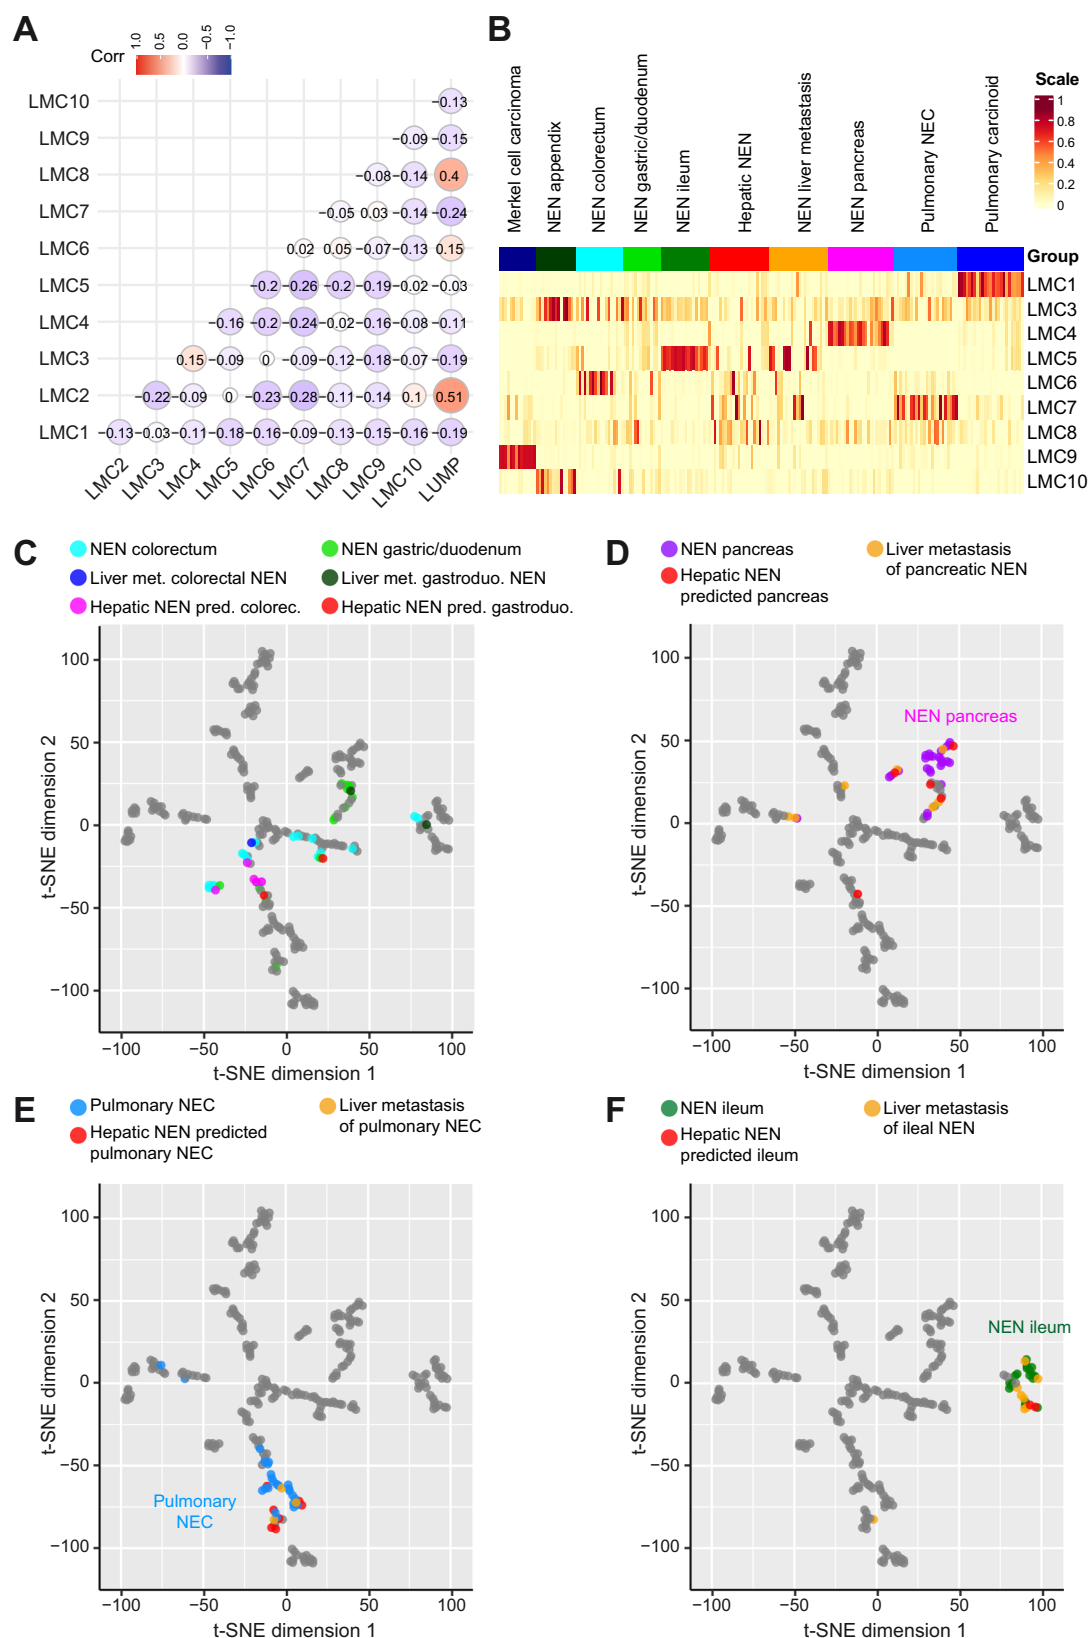 A
Corr
1.0
0.5
0.0
−0.5
−1.0
LMC10
−0.13
LMC9
−0.09 −0.15
LMC8
−0.08 −0.14 0.4
LMC7
−0.05 0.03 −0.14 −0.24
LMC6
0.02 0.05 −0.07 −0.13 0.15
LMC5
−0.2 −0.26 −0.2 −0.19 −0.02 −0.03
LMC4
−0.16 −0.2 −0.24 −0.02 −0.16 −0.08 −0.11
LMC3
0.15 −0.09 0 −0.09 −0.12 −0.18 −0.07 −0.19
LMC2
−0.22 −0.09 0 −0.23 −0.28 −0.11 −0.14 0.1 0.51
LMC1
−0.13 −0.03 −0.11 −0.18 −0.16 −0.09 −0.13 −0.15 −0.16 −0.19
LMC2
LMC3
LMC4
LMC5
LMC6
LMC7
LMC8
LMC9
LMC10
LUMP
B
Merkel cell carcinoma
NEN appendix
NEN colorectum
NEN gastric/duodenum
NEN ileum
Hepatic NEN
NEN liver metastasis
NEN pancreas
Pulmonary NEC
Pulmonary carcinoid
Scale
1
0.8
0.6
0.4
0.2
0
Group
LMC1
LMC3
LMC4
LMC5
LMC6
LMC7
LMC8
LMC9
LMC10
C
NEN colorectum
NEN gastric/duodenum
Liver met. colorectal NEN
Liver met. gastroduo. NEN
Hepatic NEN pred. colorec.
Hepatic NEN pred. gastroduo.
t-SNE dimension 2
100
50
0
−50
−100
−100 −50 0 50 100
t-SNE dimension 1
D
NEN pancreas
Liver metastasis
of pancreatic NEN
Hepatic NEN
predicted pancreas
NEN pancreas
t-SNE dimension 2
100
50
0
−50
−100
−100 −50 0 50 100
t-SNE dimension 1
E
Pulmonary NEC
Liver metastasis
of pulmonary NEC
Hepatic NEN predicted
pulmonary NEC
Pulmonary
NEC
t-SNE dimension 2
100
50
0
−50
−100
−100 −50 0 50 100
t-SNE dimension 1
F
NEN ileum
Liver metastasis
of ileal NEN
Hepatic NEN
predicted ileum
NEN ileum
t-SNE dimension 2
100
50
0
−50
−100
−100 −50 0 50 100
t-SNE dimension 1